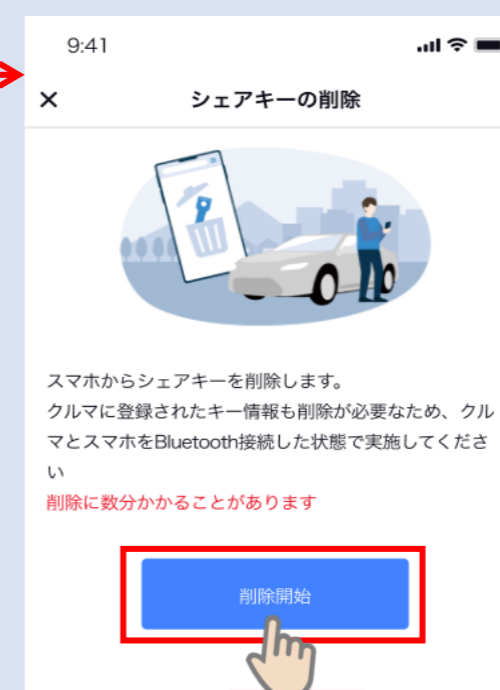 9:41
× シェアキーの削除
スマホからシェアキーを削除します。
クルマに登録されたキー情報も削除が必要なため、クル
マとスマホをBluetooth接続した状態で実施してくださ
い
削除に数分かかることがあります
削除開始